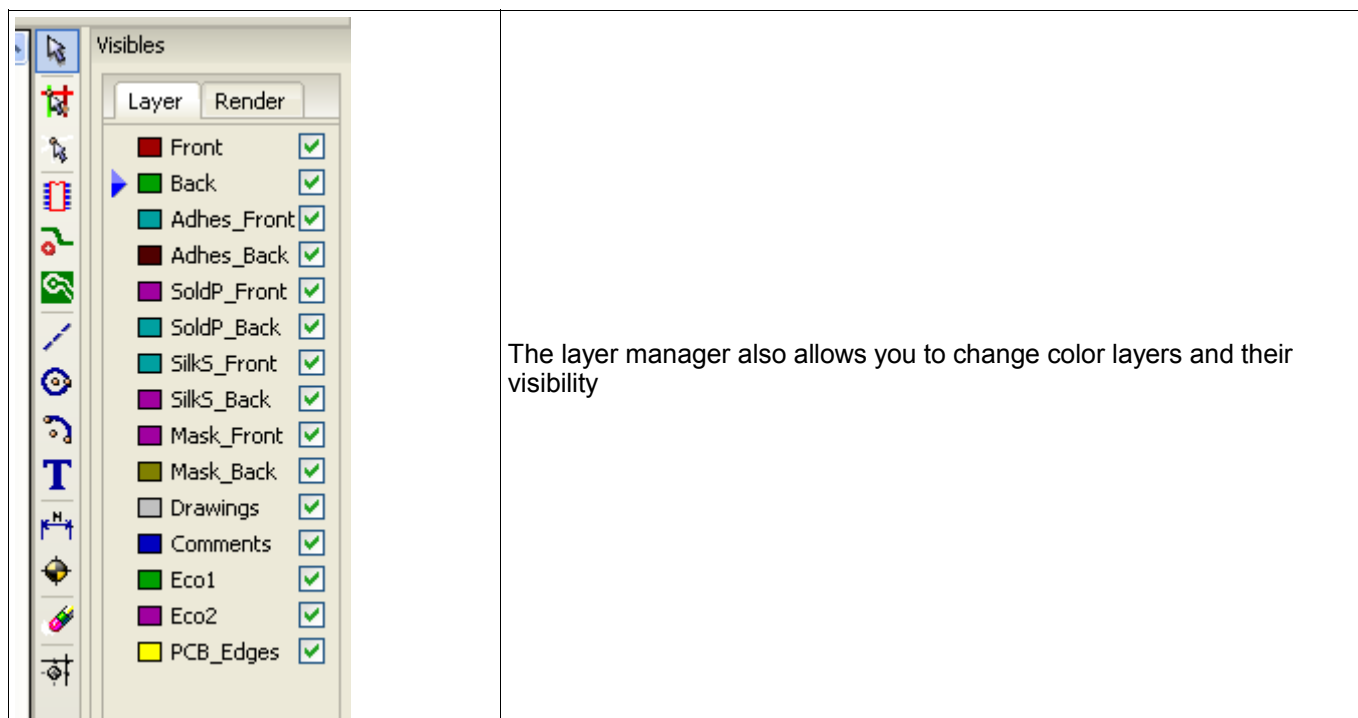 Visibles
Layer Render
Front
Back
Adhes_Front
Adhes_Back
SoldP_Front
SoldP_Back
SilkS_Front
SilkS_Back
Mask_Front
Mask_Back
Drawings
Comments
Eco1
Eco2
PCB_Edges
T
N
The layer manager also allows you to change color layers and their
visibility